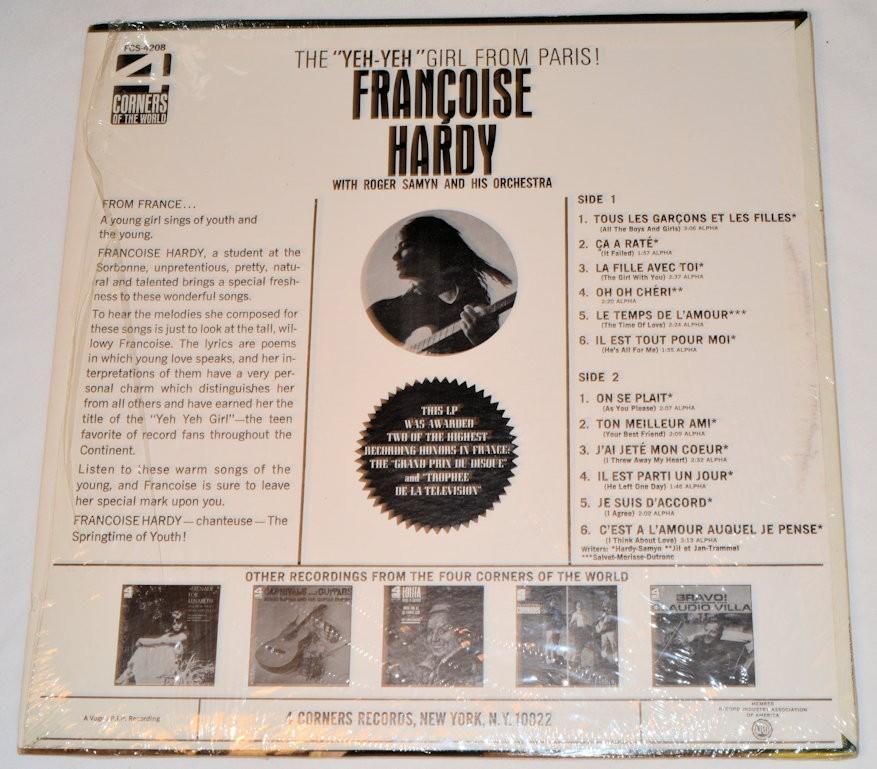 FCS-4208
4
CORNERS
OF THE WORLD
THE "YEH-YEH" GIRL FROM PARIS!
FRANÇOISE
HARDY
WITH ROGER SAMYN AND HIS ORCHESTRA
FROM FRANCE...
A young girl sings of youth and
the young.
FRANCOISE HARDY, a student at the
Sorbonne, unpretentious, pretty, natu-
ral and talented brings a special fresh-
ness to these wonderful songs.
To hear the melodies she composed for
these songs is just to look at the tall, wil-
lowy Francoise. The lyrics are poems
in which young love speaks, and her in-
terpretations of them have a very per-
sonal charm which distinguishes her
from all others and have earned her the
title of the "Yeh Yeh Girl"—the teen
favorite of record fans throughout the
Continent.
Listen to these warm songs of the
young, and Francoise is sure to leave
her special mark upon you.
FRANCOISE HARDY — chanteuse — The
Springtime of Youth!
THIS LP
WAS AWARDED
TWO OF THE HIGHEST
RECORDING HONORS IN FRANCE:
THE "GRAND PRIX DU DISQUE"
and "TROPHEE
DE LA TELEVISION"
SIDE 1
1. TOUS LES GARÇONS ET LES FILLES*
(All The Boys And Girls) 3:06 ALPHA
2. ÇA A RATÉ*
(It Failed) 1:57 ALPHA
3. LA FILLE AVEC TOI*
(The Girl With You) 2:37 ALPHA
4. OH OH CHÉRI**
2:20 ALPHA
5. LE TEMPS DE L'AMOUR***
(The Time Of Love) 2:24 ALPHA
6. IL EST TOUT POUR MOI*
(He's All For Me) 1:55 ALPHA
SIDE 2
1. ON SE PLAIT*
(As You Please) 2:07 ALPHA
2. TON MEILLEUR AMI*
(Your Best Friend) 2:09 ALPHA
3. J'AI JETÉ MON COEUR*
(I Threw Away My Heart) 2:32 ALPHA
4. IL EST PARTI UN JOUR*
(He Left One Day) 1:46 ALPHA
5. JE SUIS D'ACCORD*
(I Agree) 2:02 ALPHA
6. C'EST A L'AMOUR AUQUEL JE PENSE*
(I Think About Love) 3:13 ALPHA
Writers: *Hardy-Samyn **Jil et Jan-Trammel
***Salvet-Morisse-Dutronc
OTHER RECORDINGS FROM THE FOUR CORNERS OF THE WORLD
LOLITA
BRAVO!
CLAUDIO VILLA
A Vogue P.I.P. Recording
4 CORNERS RECORDS, NEW YORK, N.Y. 10022
MEMBER
RECORD INDUSTRY ASSOCIATION
OF AMERICA